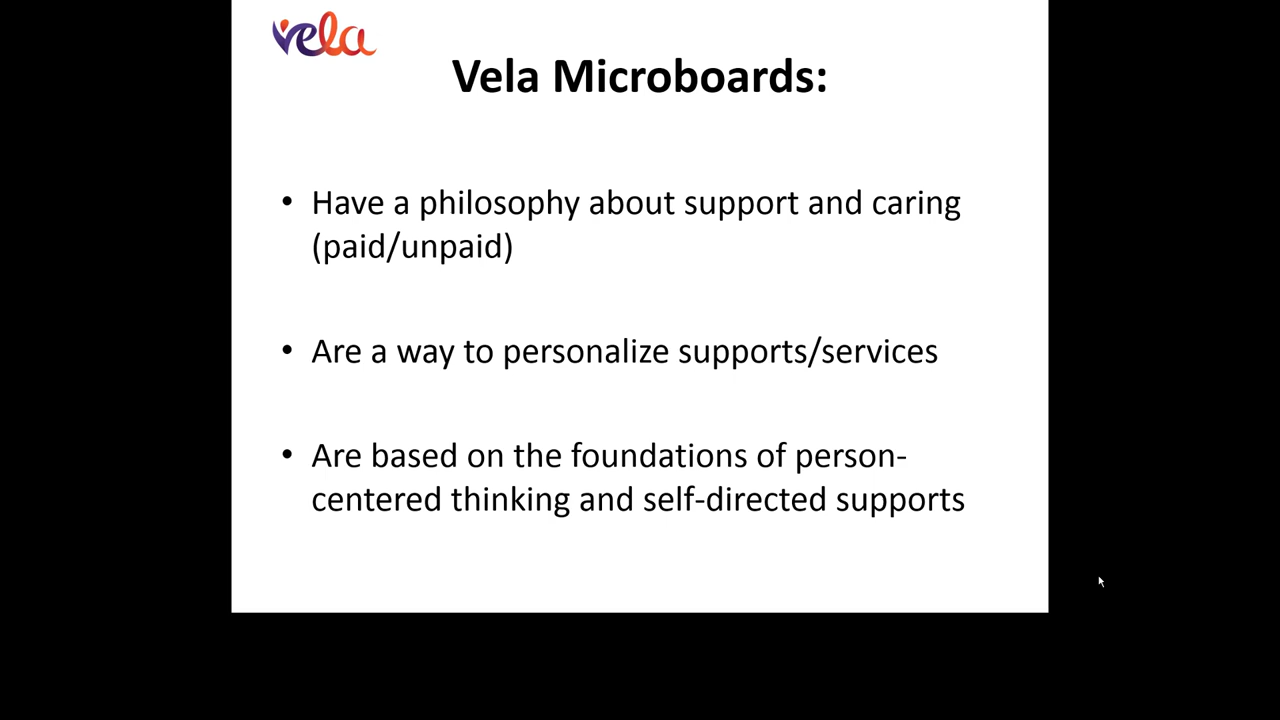 vela
Vela Microboards:
• Have a philosophy about support and caring
(paid/unpaid)
• Are a way to personalize supports/services
• Are based on the foundations of person-
centered thinking and self-directed supports